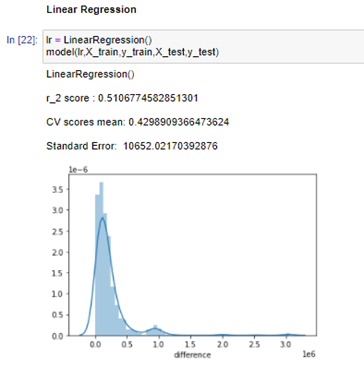 Linear Regression
In [22]: lr = LinearRegression()
model(lr,X_train,y_train,X_test,y_test)
LinearRegression()
r_2 score : 0.5106774582851301
CV scores mean: 0.4298909366473624
Standard Error:  10652.02170392876
1e−6
3.5
3.0
2.5
2.0
1.5
1.0
0.5
0.0
0.0 0.5 1.0 1.5 2.0 2.5 3.0
difference 1e6